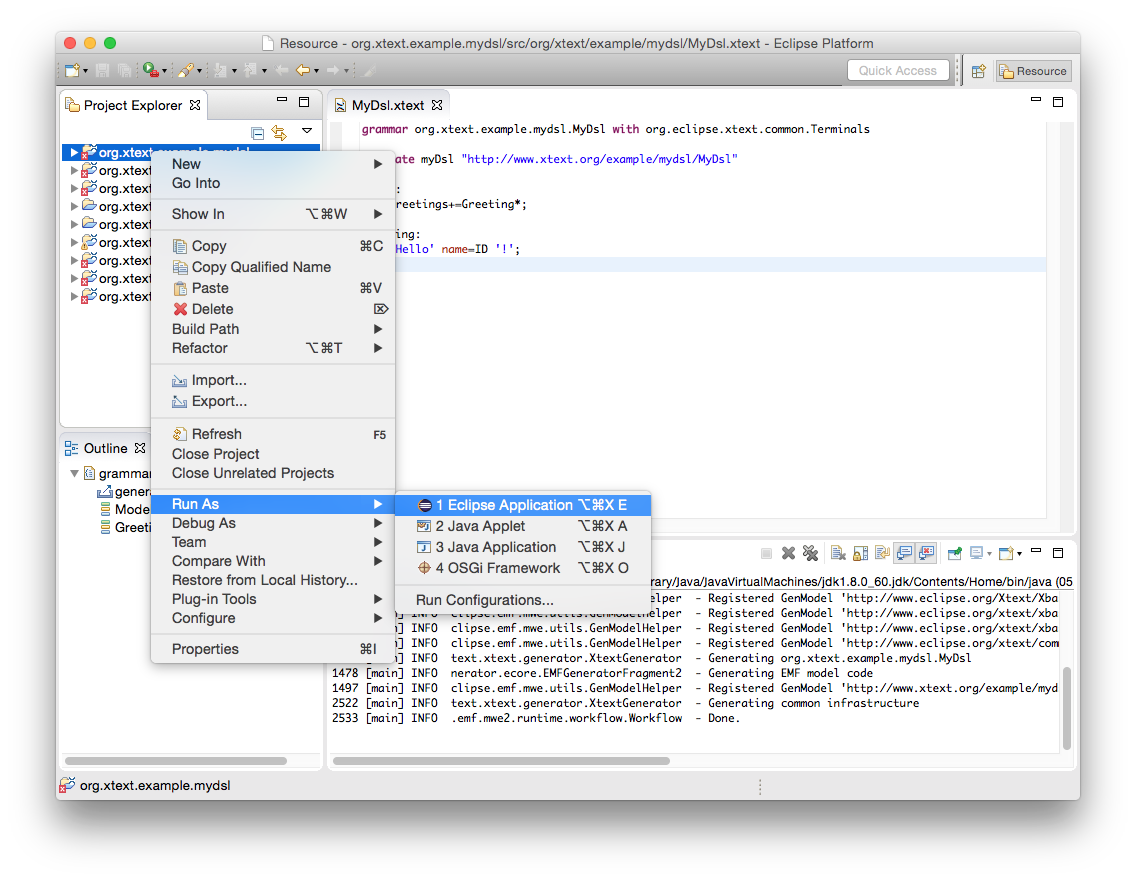 Resource - org.xtext.example.mydsl/src/org/xtext/example/mydsl/MyDsl.xtext - Eclipse Platform
Quick Access
Resource
Project Explorer
org.xtext.example.mydsl
org.xtext
org.xtext
org.xtext
org.xtext
org.xtext
org.xtext
org.xtext
org.xtext
New
Go Into
Show In ⌥⌘W
Copy ⌘C
Copy Qualified Name
Paste ⌘V
Delete ⌦
Build Path
Refactor ⌥⌘T
Import...
Export...
Refresh F5
Close Project
Close Unrelated Projects
Run As
Debug As
Team
Compare With
Restore from Local History...
Plug-in Tools
Configure
Properties ⌘I
1 Eclipse Application ⌥⌘X E
2 Java Applet ⌥⌘X A
3 Java Application ⌥⌘X J
4 OSGi Framework ⌥⌘X O
Run Configurations...
MyDsl.xtext
grammar org.xtext.example.mydsl.MyDsl with org.eclipse.xtext.common.Terminals
ate myDsl "http://www.xtext.org/example/mydsl/MyDsl"
:
reetings+=Greeting*;
ing:
Hello' name=ID '!';
Outline
grammar
gener
Mode
Greeti
rary/Java/JavaVirtualMachines/jdk1.8.0_60.jdk/Contents/Home/bin/java (05
elper - Registered GenModel 'http://www.eclipse.org/Xtext/Xba
] INFO clipse.emf.mwe.utils.GenModelHelper - Registered GenModel 'http://www.eclipse.org/xtext/xba
] INFO clipse.emf.mwe.utils.GenModelHelper - Registered GenModel 'http://www.eclipse.org/xtext/xba
] INFO clipse.emf.mwe.utils.GenModelHelper - Registered GenModel 'http://www.eclipse.org/xtext/com
] INFO text.xtext.generator.XtextGenerator - Generating org.xtext.example.mydsl.MyDsl
1478 [main] INFO nerator.ecore.EMFGeneratorFragment2 - Generating EMF model code
1497 [main] INFO clipse.emf.mwe.utils.GenModelHelper - Registered GenModel 'http://www.xtext.org/example/myd
2522 [main] INFO text.xtext.generator.XtextGenerator - Generating common infrastructure
2533 [main] INFO .emf.mwe2.runtime.workflow.Workflow - Done.
org.xtext.example.mydsl